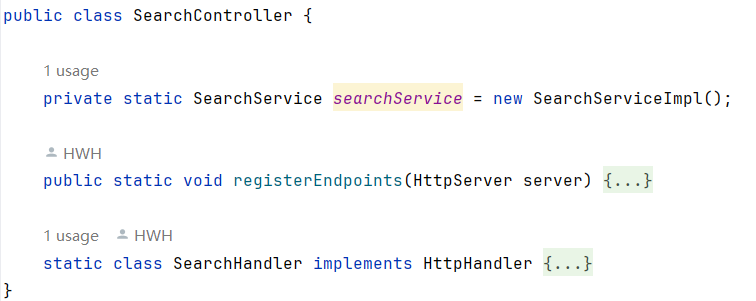 public class SearchController {
1 usage
private static SearchService searchService = new SearchServiceImpl();
HWH
public static void registerEndpoints(HttpServer server) {...}
1 usage HWH
static class SearchHandler implements HttpHandler {...}
}